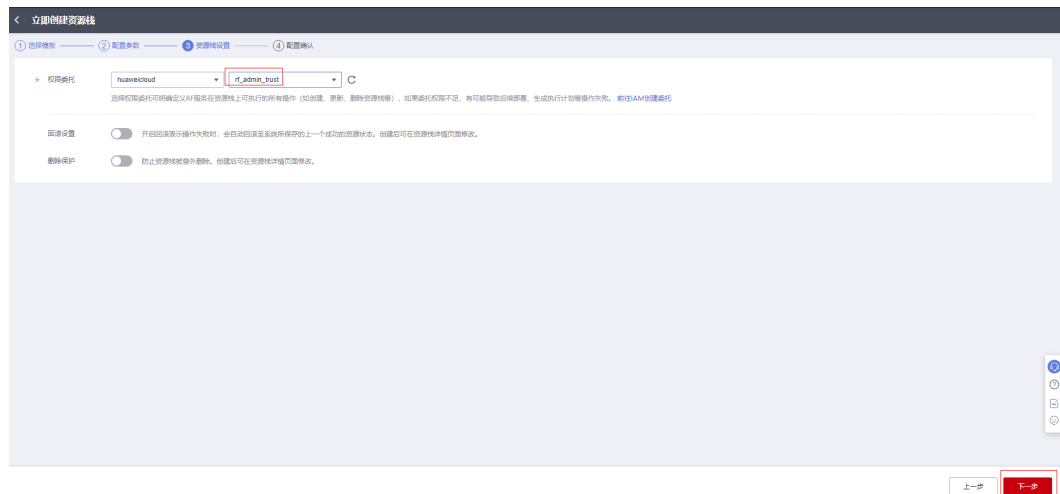 < 立即创建资源栈
1 选择模板 2 配置参数 3 资源栈设置 4 配置确认
* 权限委托 huaweicloud rf_admin_trust
选择权限委托可明确定义RF服务在资源栈上可执行的所有操作（如创建、更新、删除资源栈等），如果委托权限不足，有可能导致后续部署、生成执行计划等操作失败。 前往IAM创建委托
回滚设置 开启回滚表示操作失败时，会自动回滚至系统所保存的上一个成功的资源状态。创建后可在资源栈详情页面修改。
删除保护 防止资源栈被意外删除。创建后可在资源栈详情页面修改。
上一步 下一步